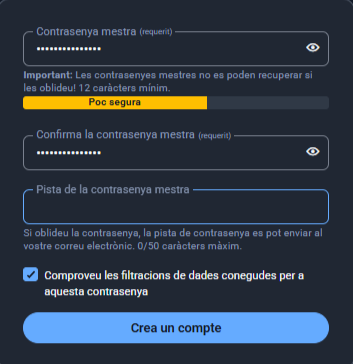 Contrasenya mestra (requerit)
•••••••••••••••
Important: Les contrasenyes mestres no es poden recuperar si
les oblideu! 12 caràcters mínim.
Poc segura
Confirma la contrasenya mestra (requerit)
•••••••••••••••
Pista de la contrasenya mestra
Si oblideu la contrasenya, la pista de contrasenya es pot enviar al
vostre correu electrònic. 0/50 caràcters màxim.
Comproveu les filtracions de dades conegudes per a
aquesta contrasenya
Crea un compte